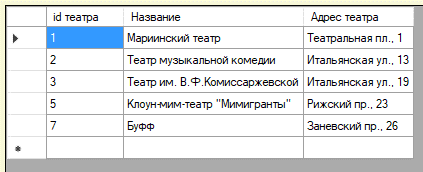 id театра Название Адрес театра
1 Мариинский театр Театральная пл., 1
2 Театр музыкальной комедии Итальянская ул., 13
3 Театр им. В.Ф.Комиссаржевской Итальянская ул., 19
5 Клоун-мим-театр "Мимигранты" Рижский пр., 23
7 Буфф Заневский пр., 26